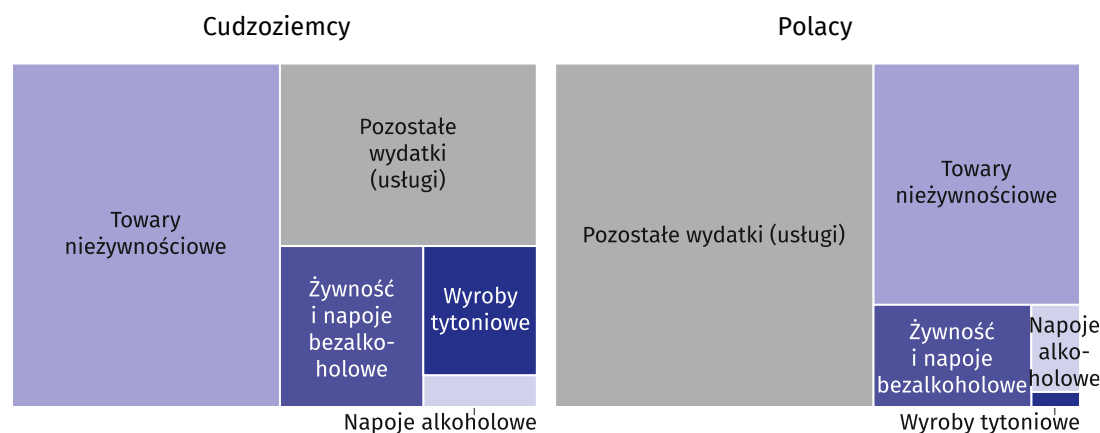 Cudzoziemcy
Towary
nieżywnościowe
Pozostałe
wydatki
(usługi)
Żywność
i napoje
bezalko-
holowe
Wyroby
tytoniowe
Napoje alkoholowe
Polacy
Pozostałe wydatki (usługi)
Towary
nieżywnościowe
Żywność
i napoje
bezalkoholowe
Napoje
alko-
holowe
Wyroby tytoniowe